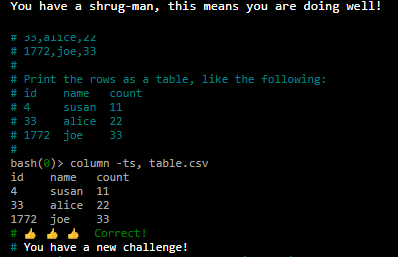 You have a shrug-man, this means you are doing well!
# 33,alice,22
# 1772,joe,33
#
# Print the rows as a table, like the following:
# id    name   count
# 4     susan  11
# 33    alice  22
# 1772  joe    33
#
bash(0)> column -ts, table.csv
id    name   count
4     susan  11
33    alice  22
1772  joe    33
# 👍 👍 👍  Correct!
# You have a new challenge!